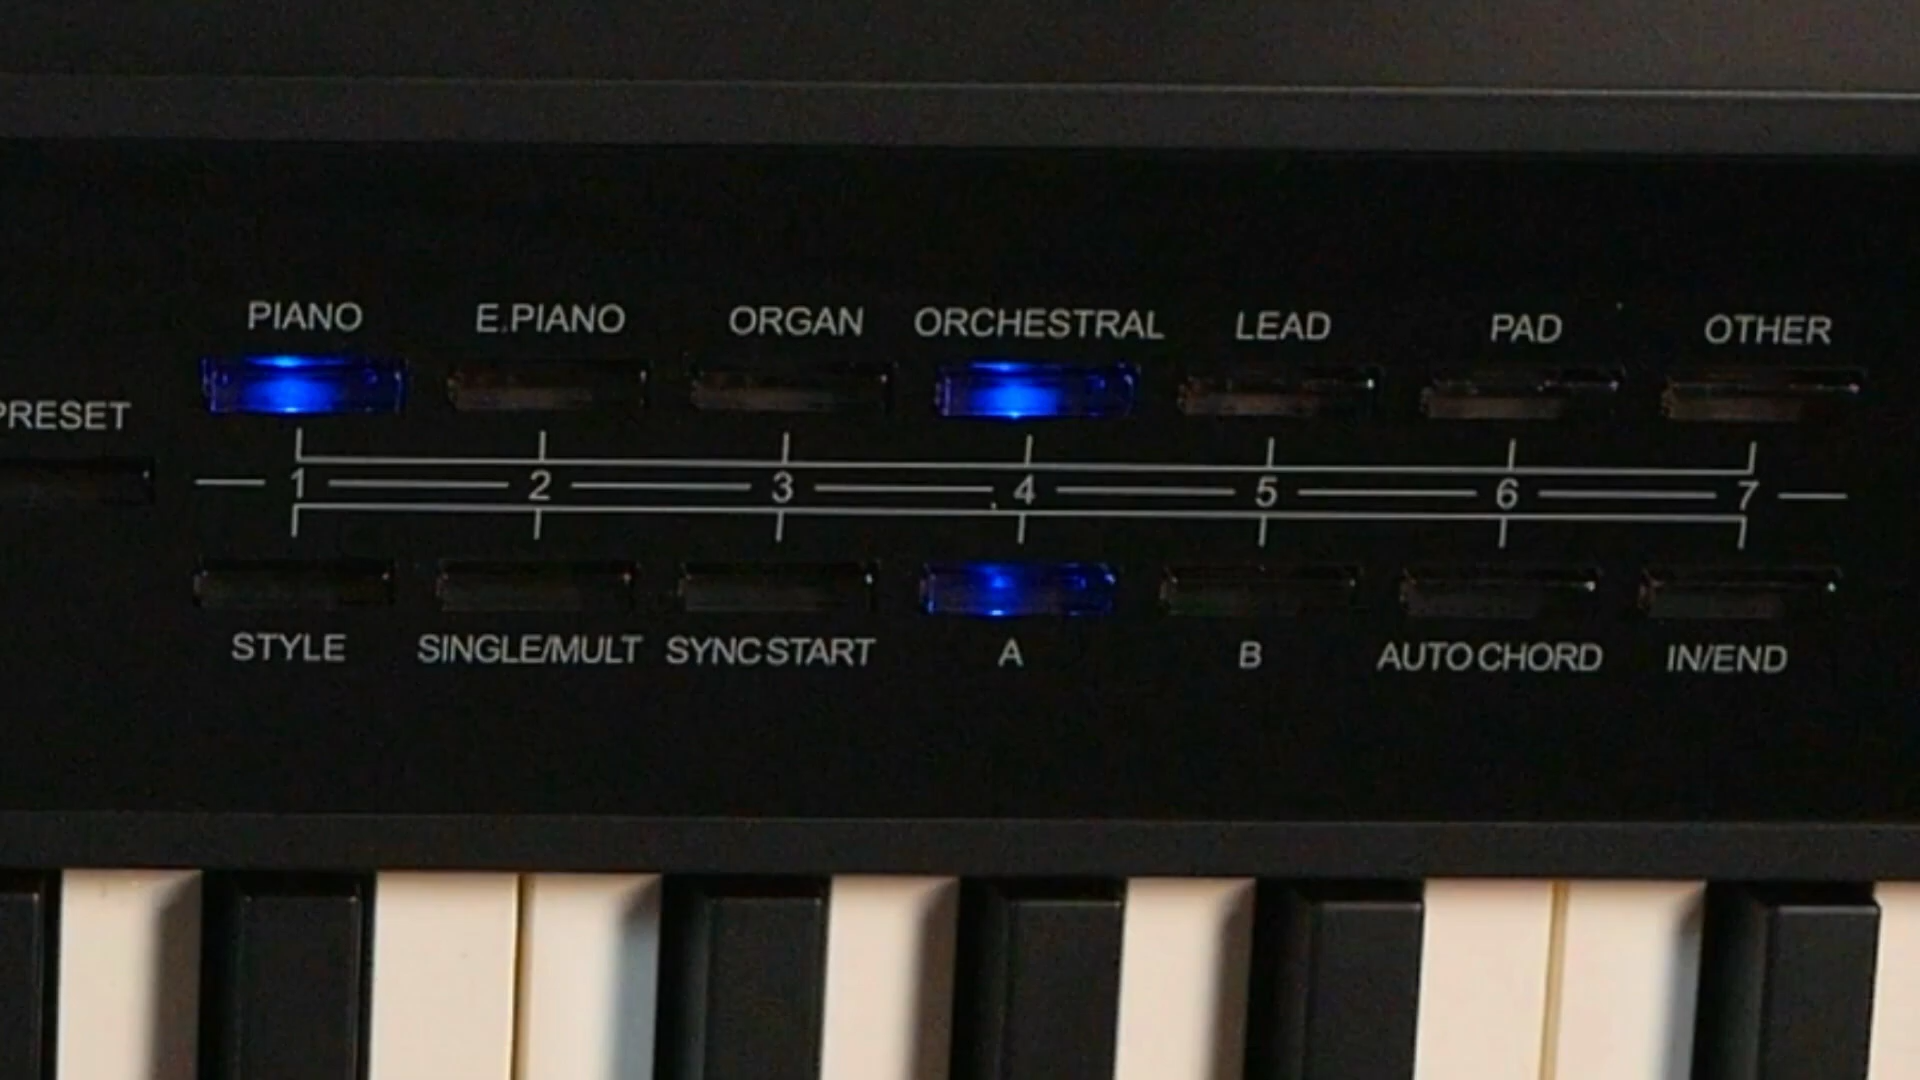 PIANO E.PIANO ORGAN ORCHESTRAL LEAD PAD OTHER
PRESET
1 2 3 4 5 6 7
STYLE SINGLE/MULT SYNC START A B AUTO CHORD IN/END